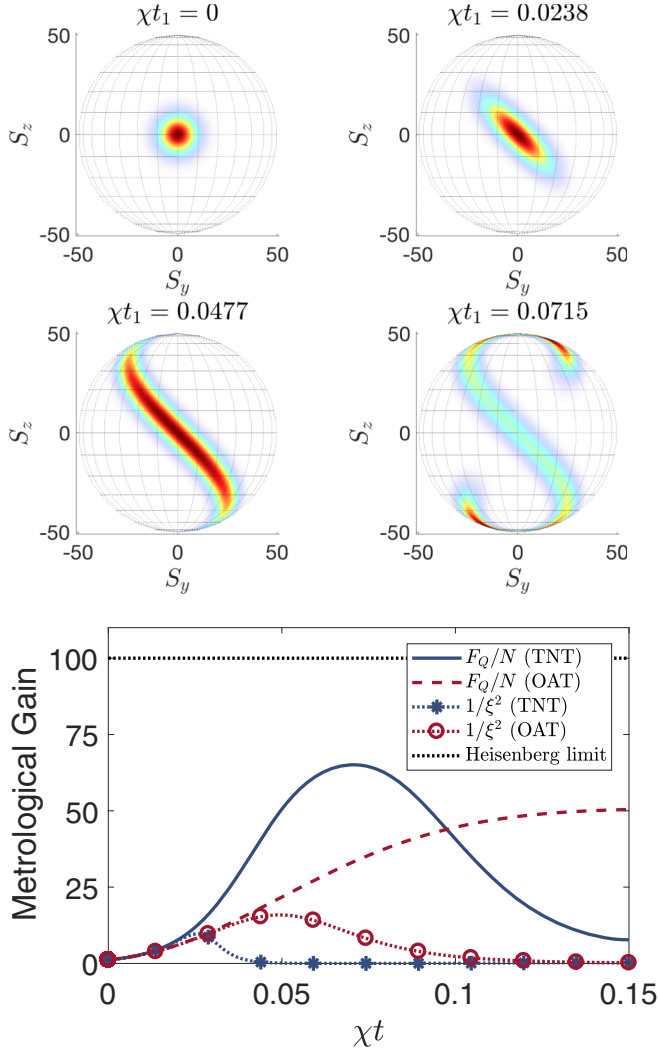 χt₁ = 0
χt₁ = 0.0238
50
0
-50
S_z
-50 0 50
S_y
50
0
-50
S_z
-50 0 50
S_y
χt₁ = 0.0477
χt₁ = 0.0715
50
0
-50
S_z
-50 0 50
S_y
50
0
-50
S_z
-50 0 50
S_y
Metrological Gain
100
75
50
25
0
F_Q/N (TNT)
F_Q/N (OAT)
1/ξ² (TNT)
1/ξ² (OAT)
Heisenberg limit
0 0.05 0.1 0.15
χt